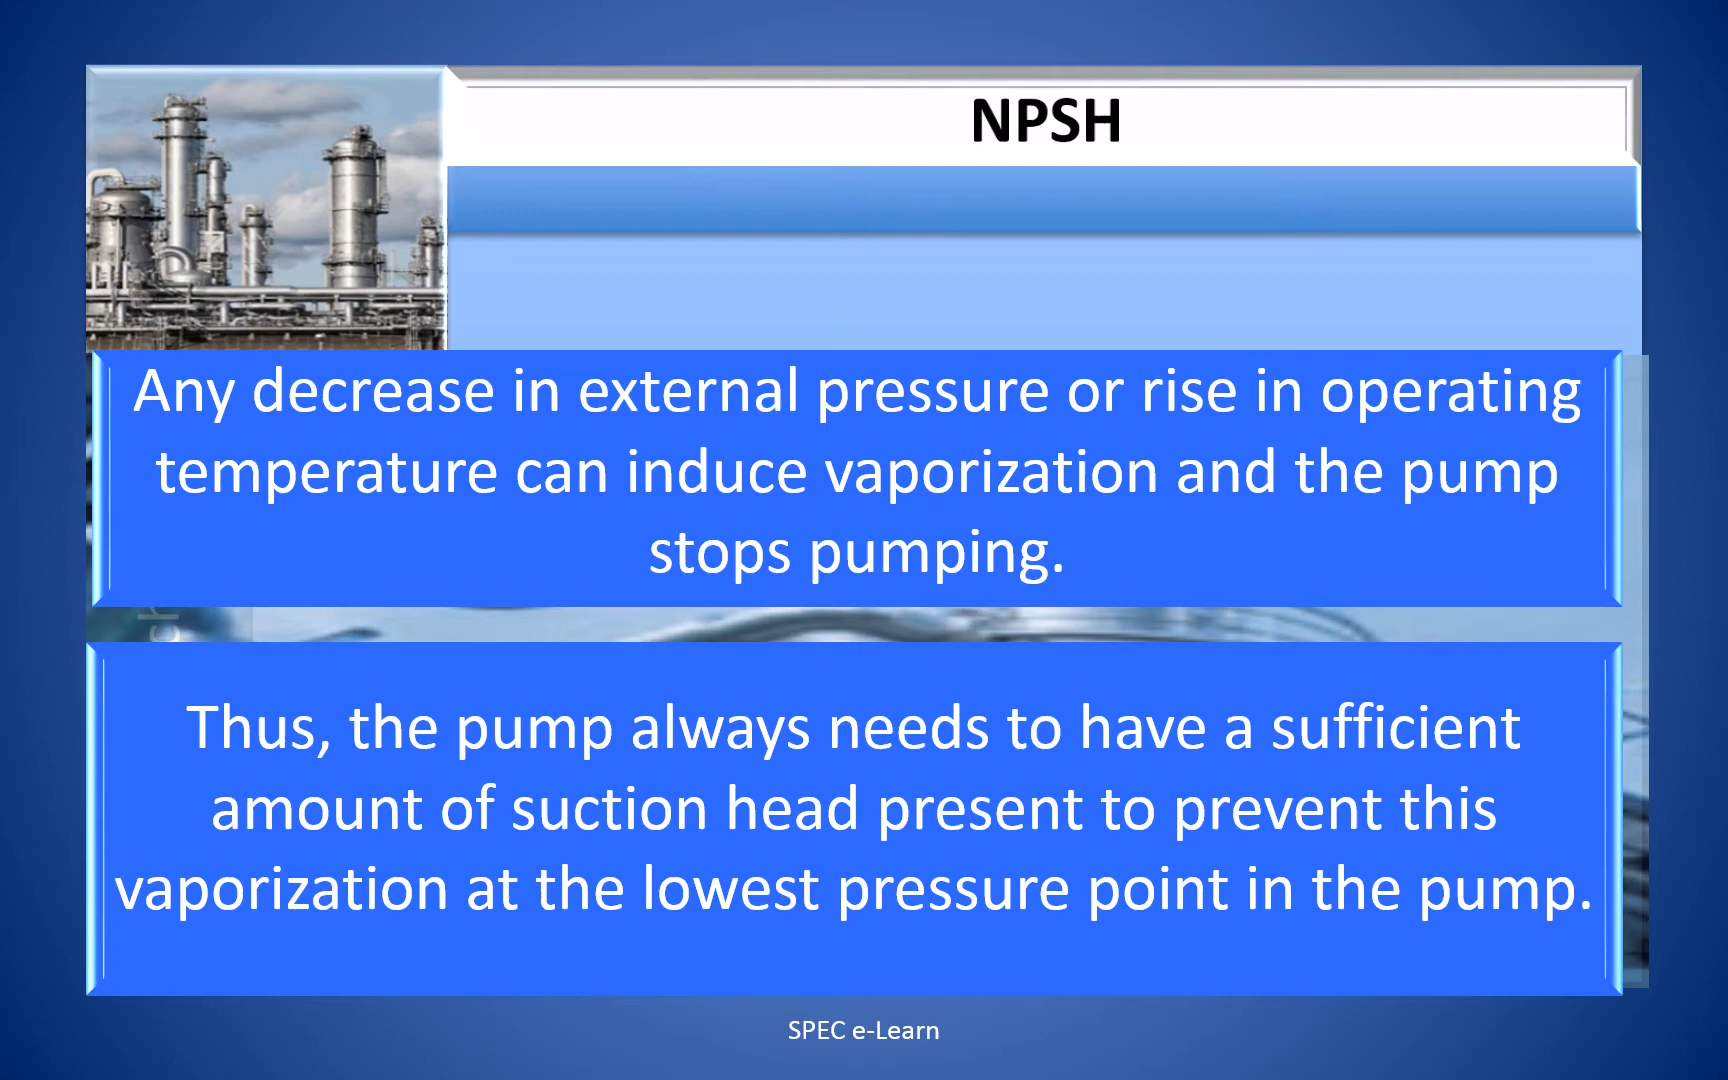 NPSH
Any decrease in external pressure or rise in operating
temperature can induce vaporization and the pump
stops pumping.
Thus, the pump always needs to have a sufficient
amount of suction head present to prevent this
vaporization at the lowest pressure point in the pump.
SPEC e-Learn